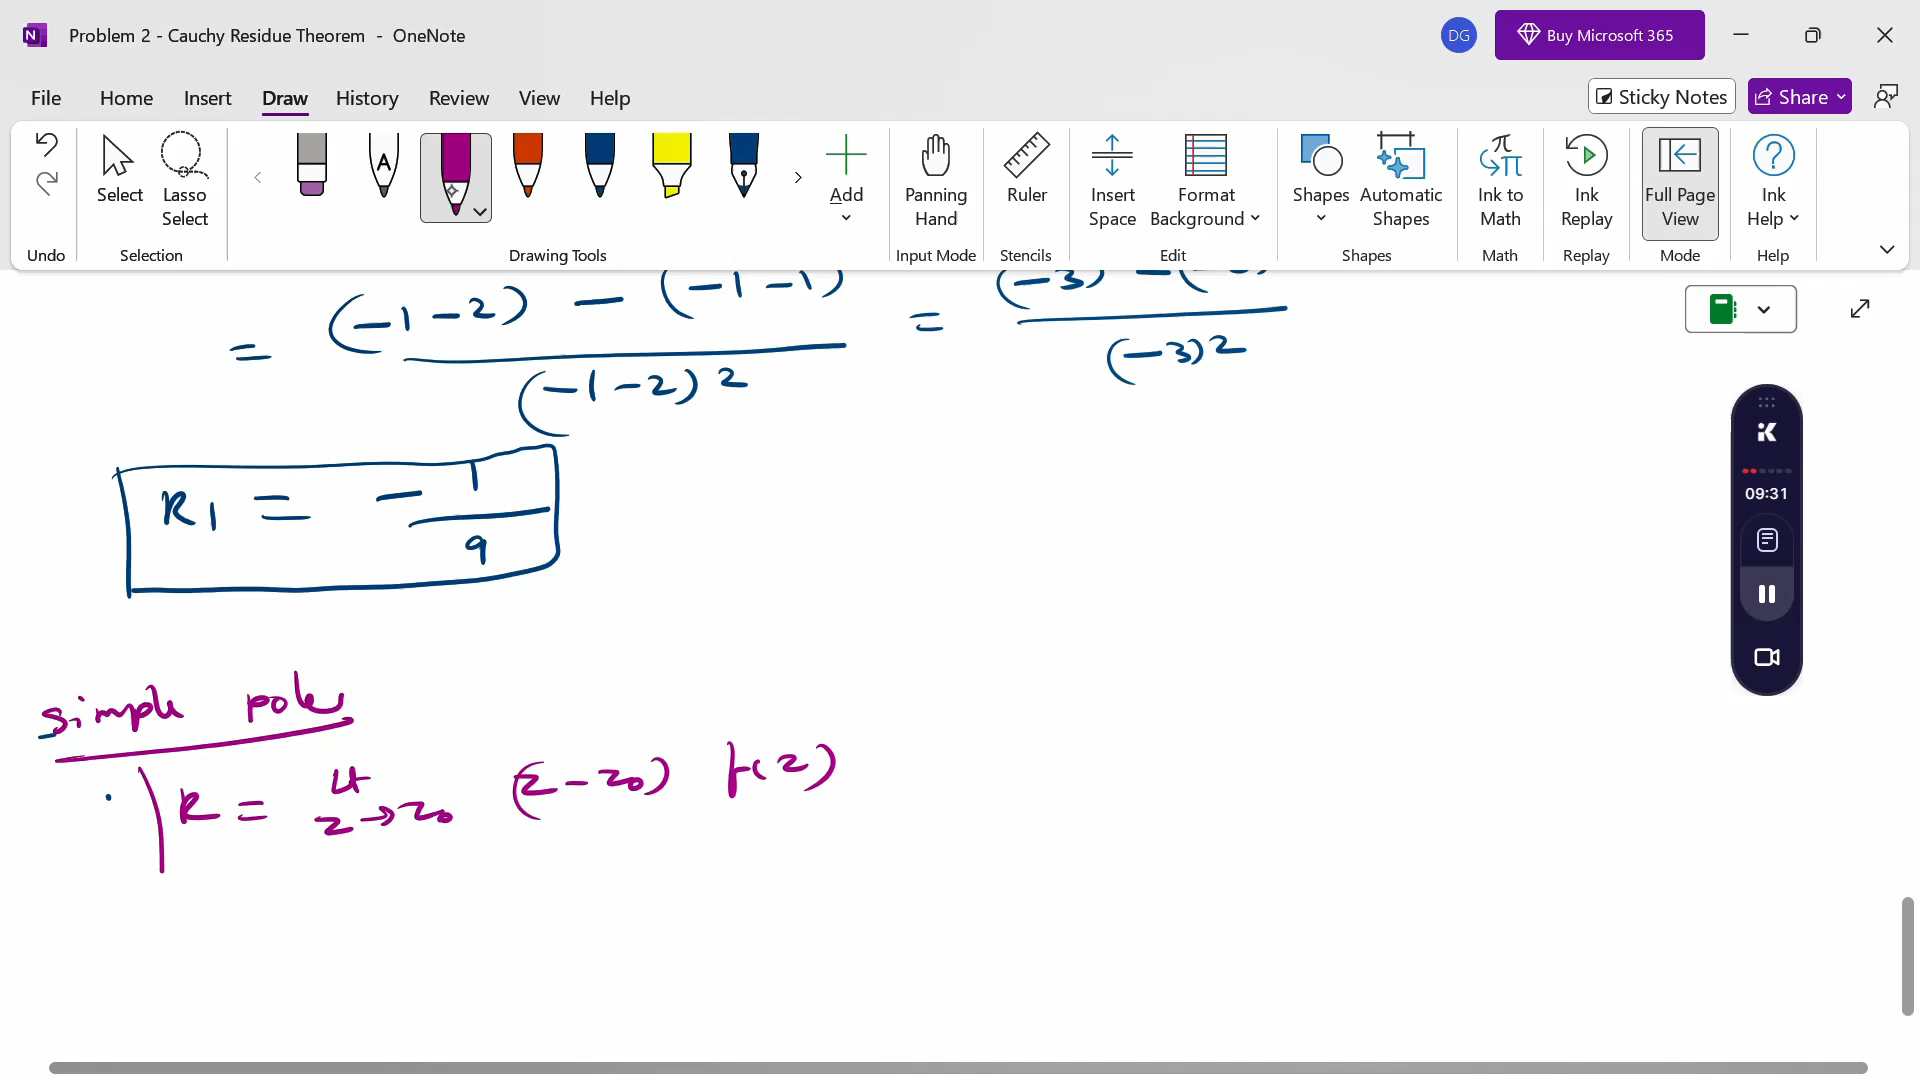 Problem 2 - Cauchy Residue Theorem - OneNote
DG
Buy Microsoft 365
File Home Insert Draw History Review View Help
Sticky Notes
Share
A
Select
Lasso Select
Add
Panning Hand
Ruler
Insert Space
Format Background
Shapes
Automatic Shapes
Ink to Math
Ink Replay
Full Page View
Ink Help
Undo Selection Drawing Tools Input Mode Stencils Edit Shapes Math Replay Mode Help
= (-1-2) - (-1-1) / (-1-2)² = (-3) - / (-3)²
R₁ = - 1/9
09:31
simple pole
R = lt z→z₀ (z-z₀) f(z)